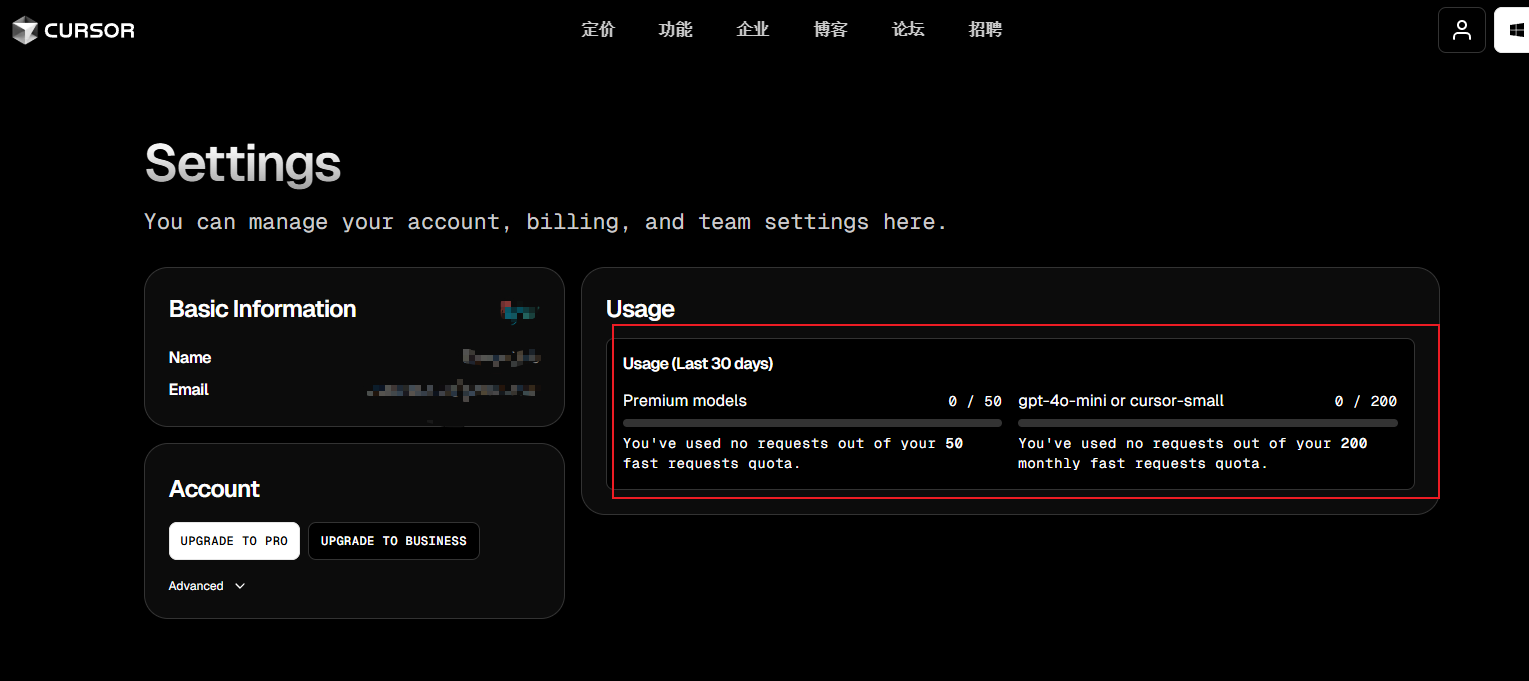 CURSOR
定价 功能 企业 博客 论坛 招聘
Settings
You can manage your account, billing, and team settings here.
Basic Information
Name
Email
Account
UPGRADE TO PRO UPGRADE TO BUSINESS
Advanced
Usage
Usage (Last 30 days)
Premium models 0 / 50
You've used no requests out of your 50
fast requests quota.
gpt-4o-mini or cursor-small 0 / 200
You've used no requests out of your 200
monthly fast requests quota.